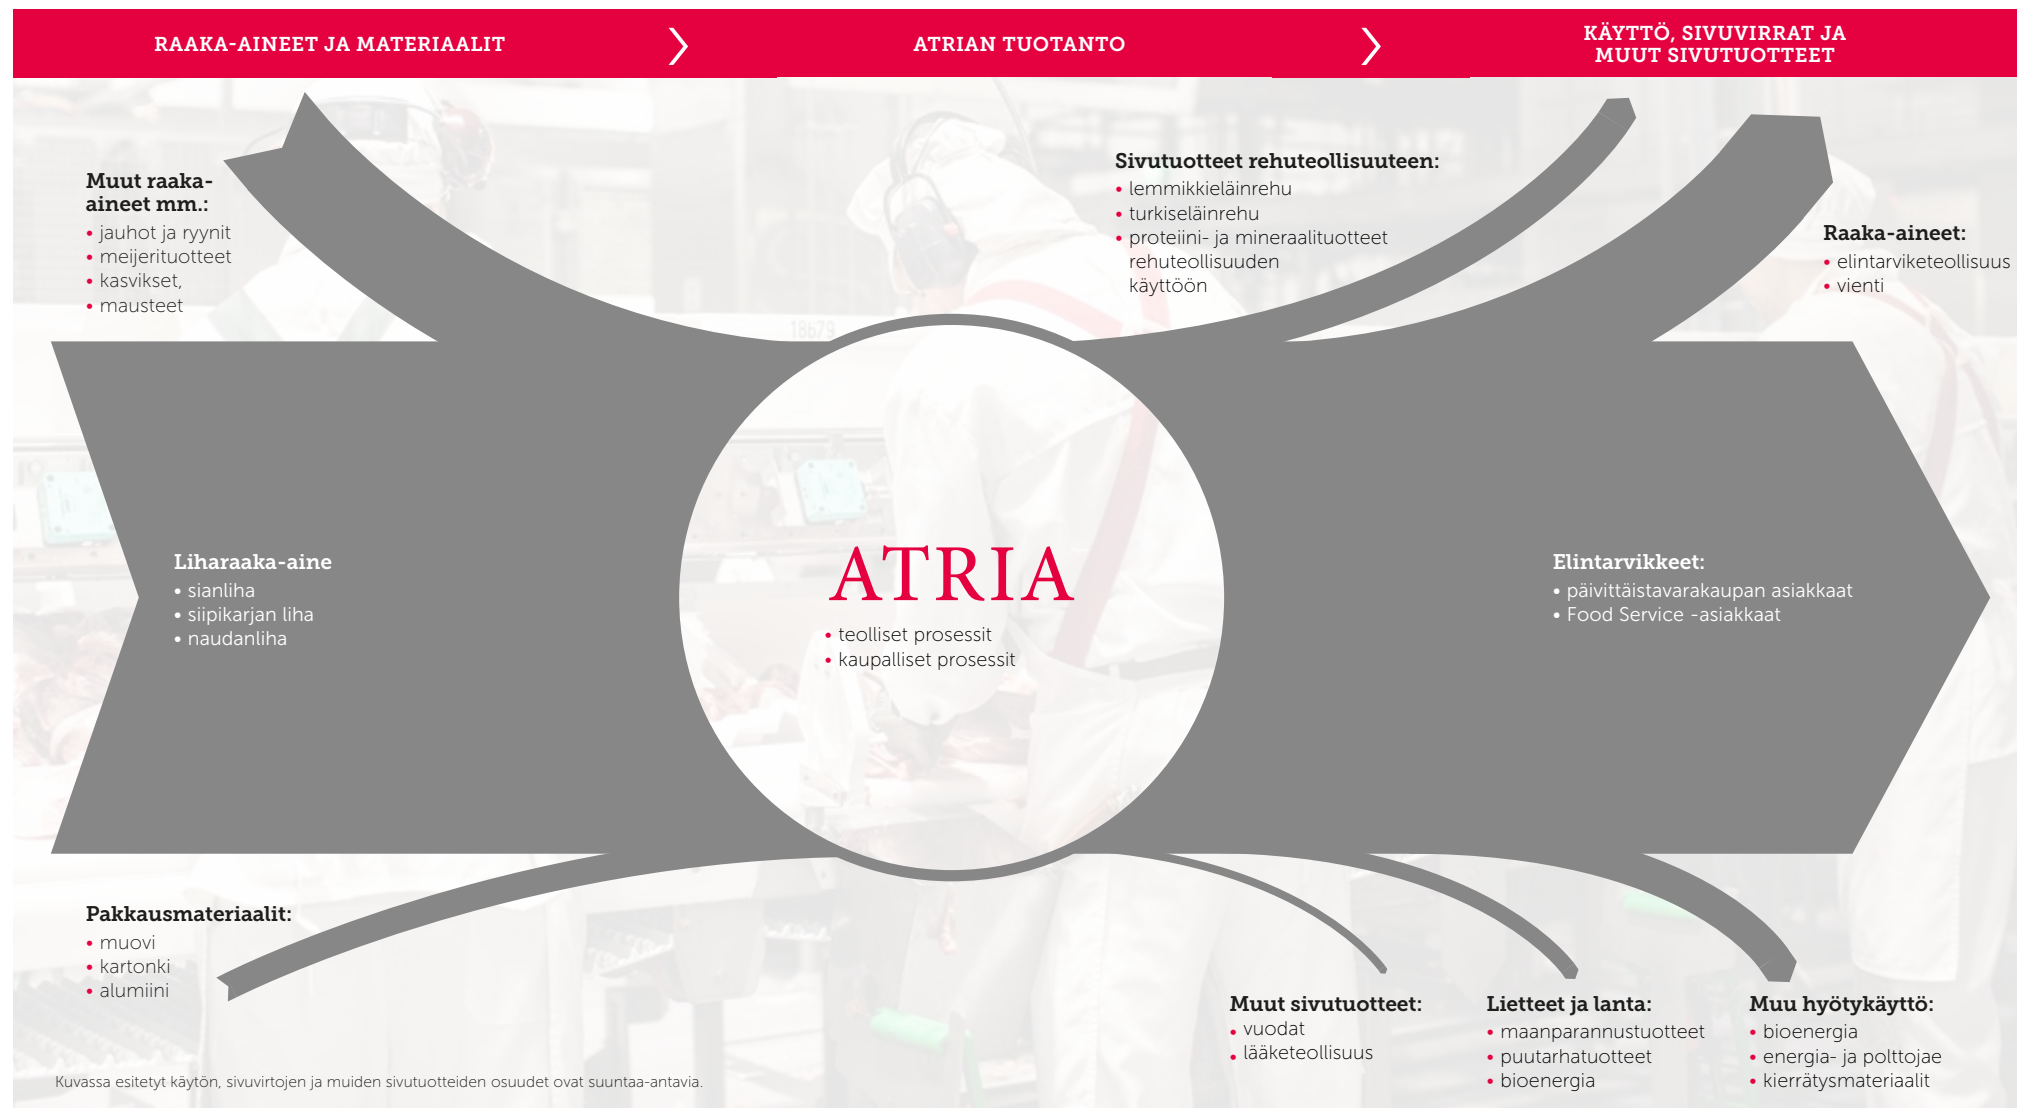 RAAKA-AINEET JA MATERIAALIT
ATRIAN TUOTANTO
KÄYTTÖ, SIVUVIRRAT JA
MUUT SIVUTUOTTEET
Muut raaka-
aineet mm.:
• jauhot ja ryynit
• meijerituotteet
• kasvikset,
• mausteet
Liharaaka-aine
• sianliha
• siipikarjan liha
• naudanliha
Pakkausmateriaalit:
• muovi
• kartonki
• alumiini
18679
ATRIA
• teolliset prosessit
• kaupalliset prosessit
Sivutuotteet rehuteollisuuteen:
• lemmikkieläinrehu
• turkiseläinrehu
• proteiini- ja mineraalituotteet
rehuteollisuuden
käyttöön
Raaka-aineet:
• elintarviketeollisuus
• vienti
Elintarvikkeet:
• päivittäistavarakaupan asiakkaat
• Food Service -asiakkaat
Muut sivutuotteet:
• vuodat
• lääketeollisuus
Lietteet ja lanta:
• maanparannustuotteet
• puutarhatuotteet
• bioenergia
Muu hyötykäyttö:
• bioenergia
• energia- ja polttojae
• kierrätysmateriaalit
Kuvassa esitetyt käytön, sivuvirtojen ja muiden sivutuotteiden osuudet ovat suuntaa-antavia.